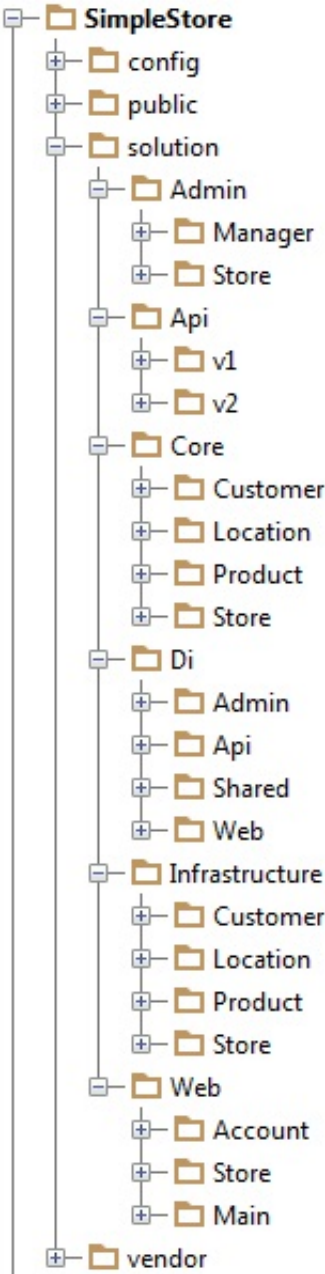 SimpleStore
config
public
solution
Admin
Manager
Store
Api
v1
v2
Core
Customer
Location
Product
Store
Di
Admin
Api
Shared
Web
Infrastructure
Customer
Location
Product
Store
Web
Account
Store
Main
vendor